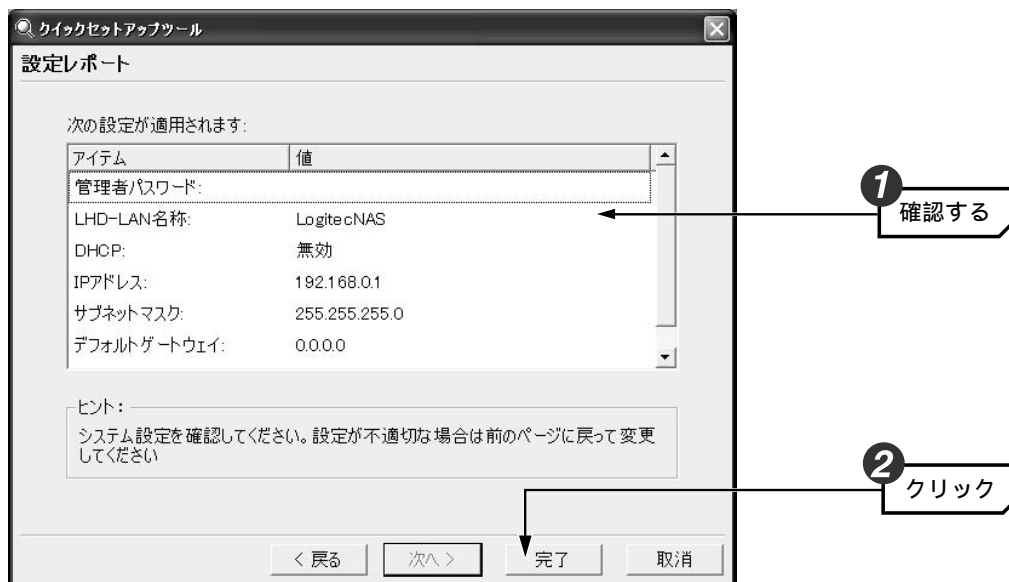 クイックセットアップツール
設定レポート
次の設定が適用されます:
アイテム 値
管理者パスワード:
LHD-LAN名称: LogitecNAS
DHCP: 無効
IPアドレス: 192.168.0.1
サブネットマスク: 255.255.255.0
デフォルトゲートウェイ: 0.0.0.0
ヒント:
システム設定を確認してください。設定が不適切な場合は前のページに戻って変更
してください
< 戻る 次へ > 完了 取消
1 確認する
2 クリック